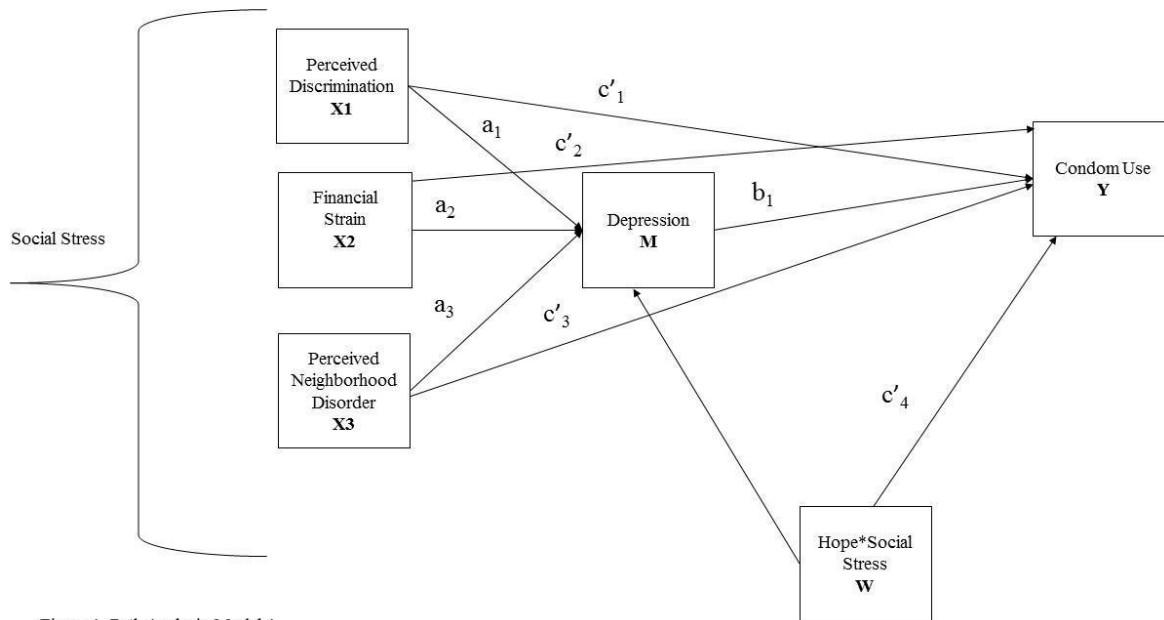 Perceived
Discrimination
X1
c'₁
a₁
c'₂
Financial
Strain
X2
a₂
Depression
M
b₁
Condom Use
Y
Social Stress
a₃
c'₃
Perceived
Neighborhood
Disorder
X3
c'₄
Hope*Social
Stress
W